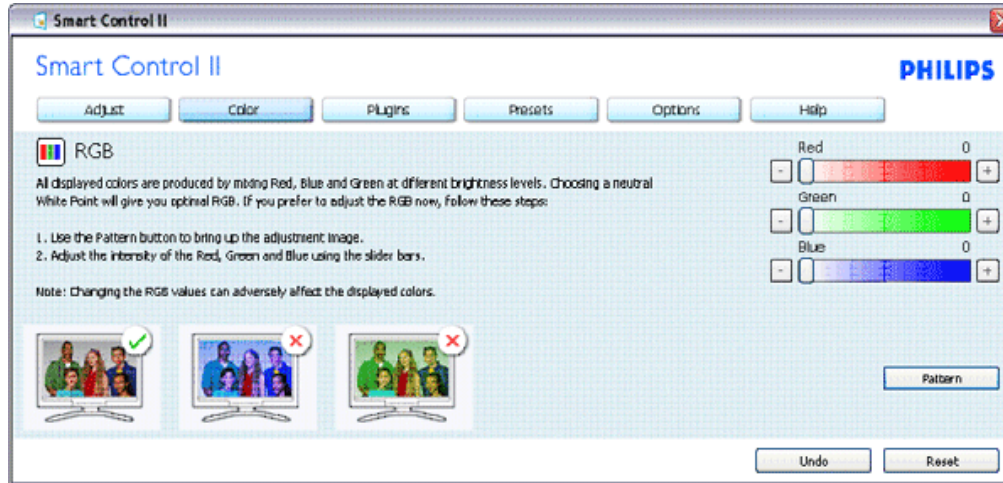 Smart Control II
Smart Control II
PHILIPS
Adjust Color Plugins Presets Options Help
RGB
All displayed colors are produced by mixing Red, Blue and Green at different brightness levels. Choosing a neutral
White Point will give you optimal RGB. If you prefer to adjust the RGB now, follow these steps:
1. Use the Pattern button to bring up the adjustment image.
2. Adjust the intensity of the Red, Green and Blue using the slider bars.
Note: Changing the RGB values can adversely affect the displayed colors.
Red 0
- +
Green 0
- +
Blue 0
- +
Pattern
Undo Reset